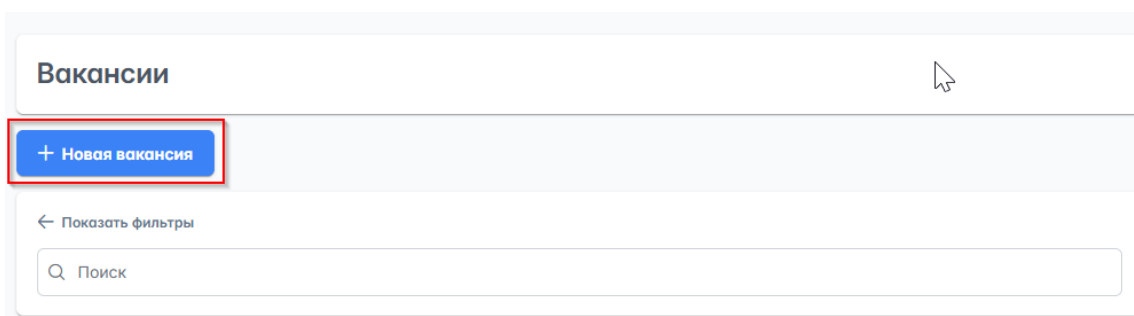 Вакансии
+ Новая вакансия
← Показать фильтры
Поиск